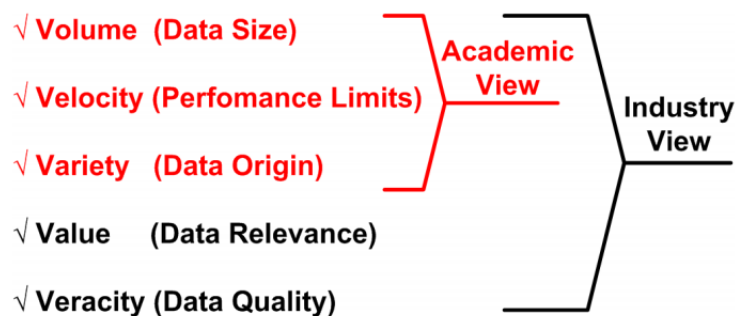 √ Volume (Data Size)
√ Velocity (Perfomance Limits)
√ Variety (Data Origin)
√ Value (Data Relevance)
√ Veracity (Data Quality)
Academic
View
Industry
View